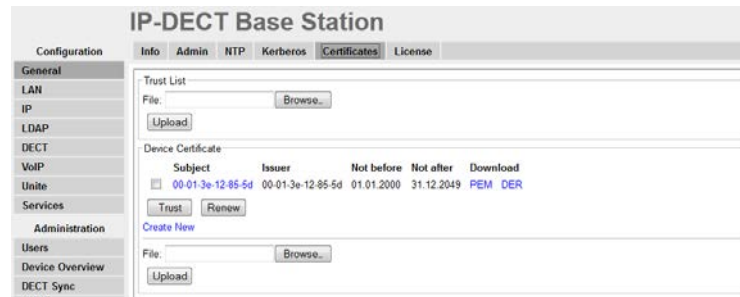 IP-DECT Base Station
Configuration
General
LAN
IP
LDAP
DECT
VoIP
Unite
Services
Administration
Users
Device Overview
DECT Sync
Info Admin NTP Kerberos Certificates License
Trust List
File: Browse...
Upload
Device Certificate
Subject Issuer Not before Not after Download
00-01-3e-12-85-5d 00-01-3e-12-85-5d 01.01.2000 31.12.2049 PEM DER
Trust Renew
Create New
File: Browse...
Upload